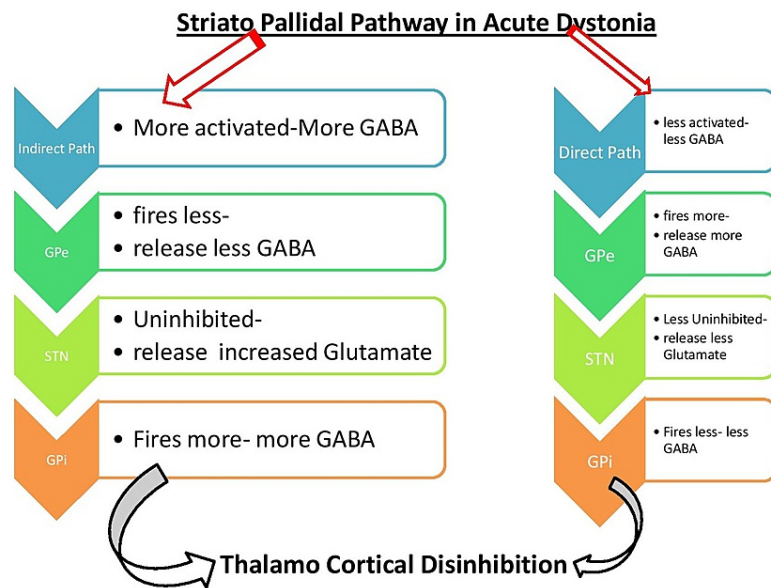 Striato Pallidal Pathway in Acute Dystonia
Indirect Path
• More activated-More GABA
GPe
• fires less-
• release less GABA
STN
• Uninhibited-
• release increased Glutamate
GPi
• Fires more- more GABA
Direct Path
• less activated-
less GABA
GPe
• fires more-
• release more
GABA
STN
• Less Uninhibited-
• release less
Glutamate
GPi
• Fires less- less
GABA
Thalamo Cortical Disinhibition